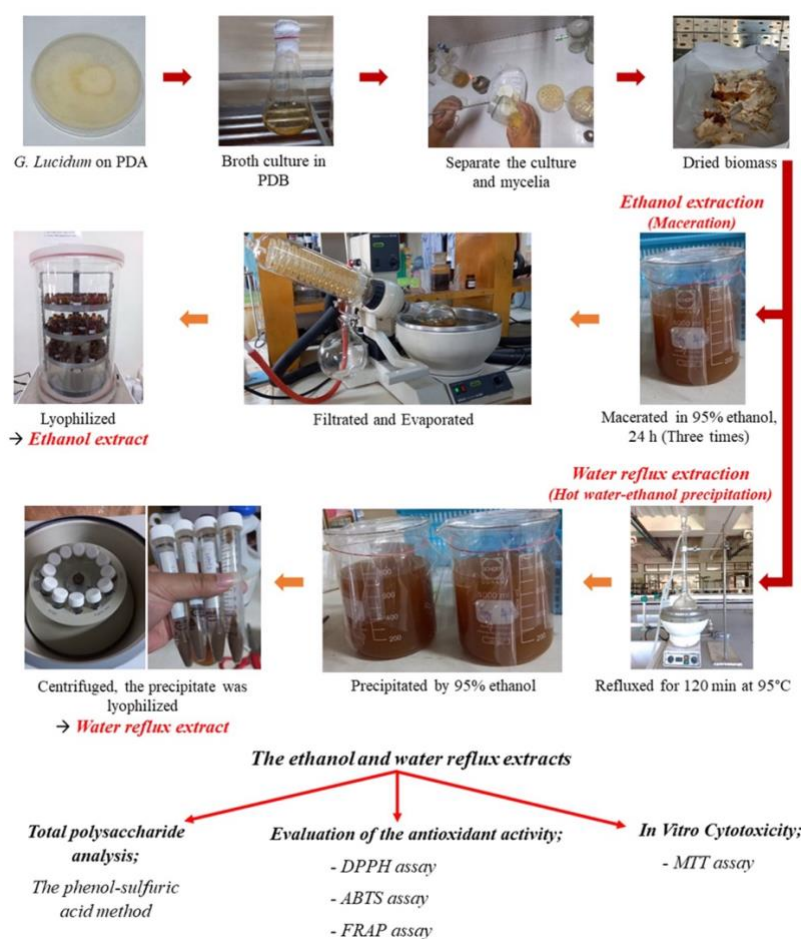 G. Lucidum on PDA
Broth culture in
PDB
Separate the culture
and mycelia
Dried biomass
Ethanol extraction
(Maceration)
Lyophilized
→ Ethanol extract
Filtrated and Evaporated
Macerated in 95% ethanol,
24 h (Three times)
Water reflux extraction
(Hot water-ethanol precipitation)
Centrifuged, the precipitate was
lyophilized
→ Water reflux extract
Precipitated by 95% ethanol
Refluxed for 120 min at 95°C
The ethanol and water reflux extracts
Total polysaccharide
analysis;
The phenol-sulfuric
acid method
Evaluation of the antioxidant activity;
- DPPH assay
- ABTS assay
- FRAP assay
In Vitro Cytotoxicity;
- MTT assay